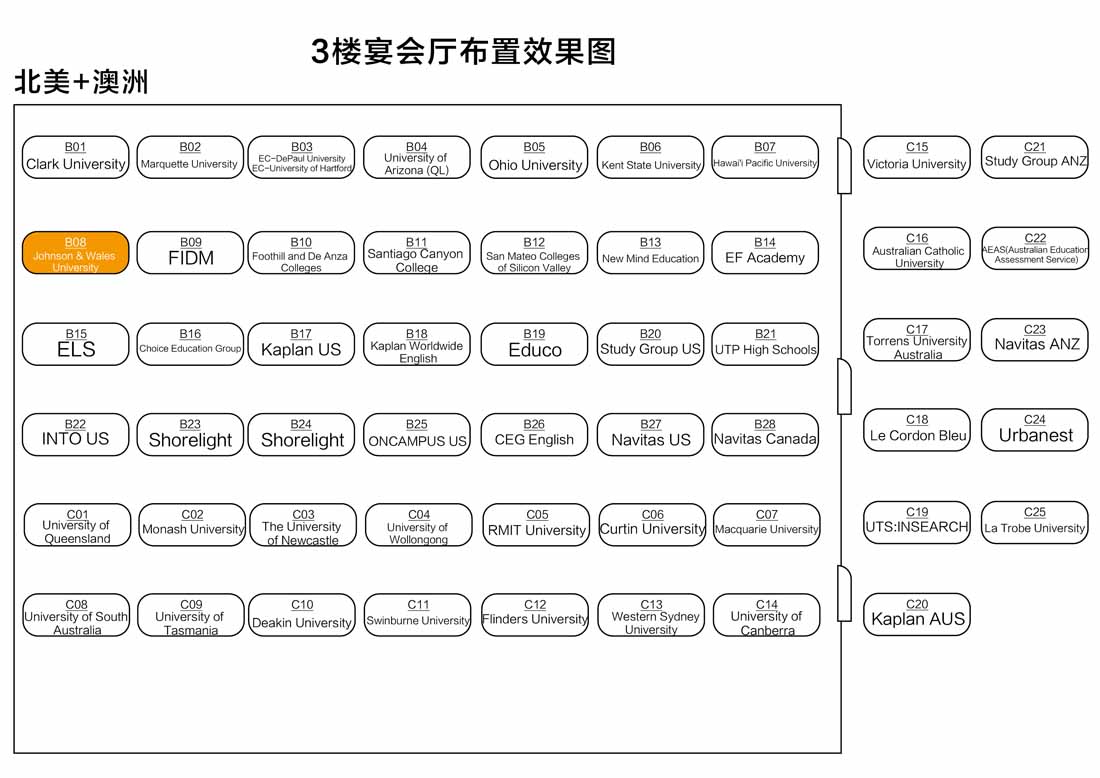 3楼宴会厅布置效果图
北美+澳洲
B01
Clark University
B02
Marquette University
B03
EC-DePaul University
EC-University of Hartford
B04
University of
Arizona (QL)
B05
Ohio University
B06
Kent State University
B07
Hawai'i Pacific University
C15
Victoria University
C21
Study Group ANZ
B08
Johnson & Wales
University
B09
FIDM
B10
Foothill and De Anza
Colleges
B11
Santiago Canyon
College
B12
San Mateo Colleges
of Silicon Valley
B13
New Mind Education
B14
EF Academy
C16
Australian Catholic
University
C22
AEAS(Australian Education
Assessment Service)
B15
ELS
B16
Choice Education Group
B17
Kaplan US
B18
Kaplan Worldwide
English
B19
Educo
B20
Study Group US
B21
UTP High Schools
C17
Torrens University
Australia
C23
Navitas ANZ
B22
INTO US
B23
Shorelight
B24
Shorelight
B25
ONCAMPUS US
B26
CEG English
B27
Navitas US
B28
Navitas Canada
C18
Le Cordon Bleu
C24
Urbanest
C01
University of
Queensland
C02
Monash University
C03
The University
of Newcastle
C04
University of
Wollongong
C05
RMIT University
C06
Curtin University
C07
Macquarie University
C19
UTS:INSEARCH
C25
La Trobe University
C08
University of South
Australia
C09
University of
Tasmania
C10
Deakin University
C11
Swinburne University
C12
Flinders University
C13
Western Sydney
University
C14
University of
Canberra
C20
Kaplan AUS